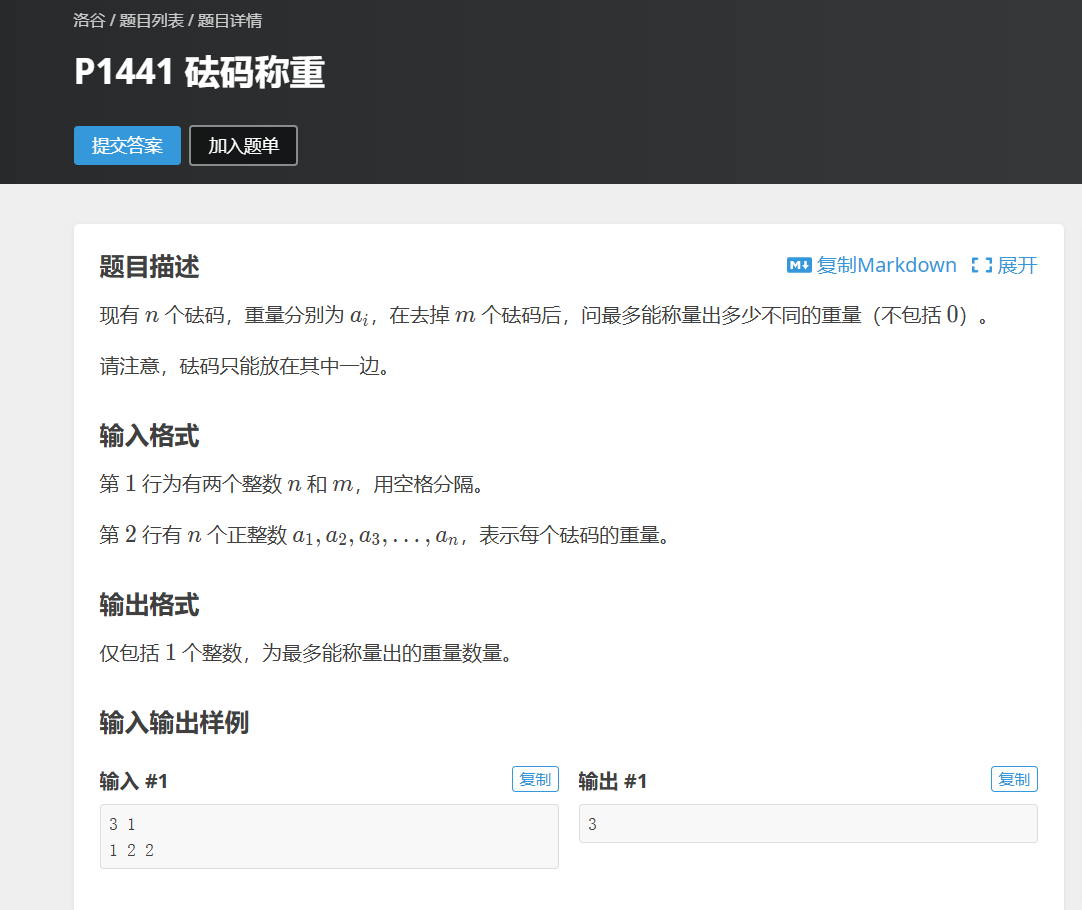 洛谷 / 题目列表 / 题目详情
P1441 砝码称重
提交答案 加入题单
题目描述 M↓ 复制Markdown 展开
现有 n 个砝码，重量分别为 aᵢ，在去掉 m 个砝码后，问最多能称量出多少不同的重量（不包括 0）。
请注意，砝码只能放在其中一边。
输入格式
第 1 行为有两个整数 n 和 m，用空格分隔。
第 2 行有 n 个正整数 a₁, a₂, a₃, . . . , aₙ，表示每个砝码的重量。
输出格式
仅包括 1 个整数，为最多能称量出的重量数量。
输入输出样例
输入 #1 复制 输出 #1 复制
3 1
1 2 2
3